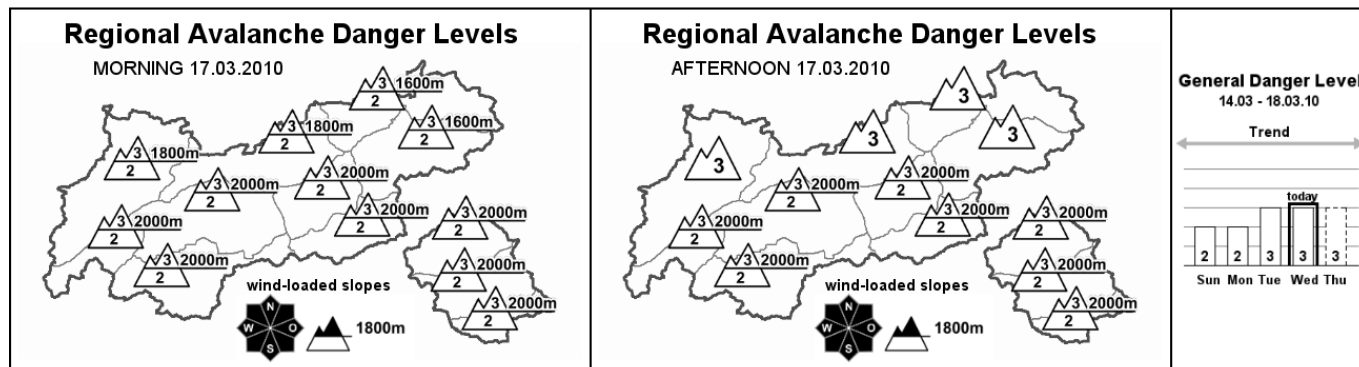 Regional Avalanche Danger Levels
MORNING 17.03.2010
3 1600m
2
3 1800m
2
3 1600m
2
3 1800m
2
3 2000m
2
3 2000m
2
3 2000m
2
3 2000m
2
3 2000m
2
3 2000m
2
3 2000m
2
3 2000m
2
wind-loaded slopes
N
W O
S
1800m
Regional Avalanche Danger Levels
AFTERNOON 17.03.2010
3
3
3
3
3 2000m
2
3 2000m
2
3 2000m
2
3 2000m
2
3 2000m
2
3 2000m
2
3 2000m
2
3 2000m
2
wind-loaded slopes
N
W O
S
1800m
General Danger Level
14.03 - 18.03.10
Trend
today
2 2 3 3 3
Sun Mon Tue Wed Thu